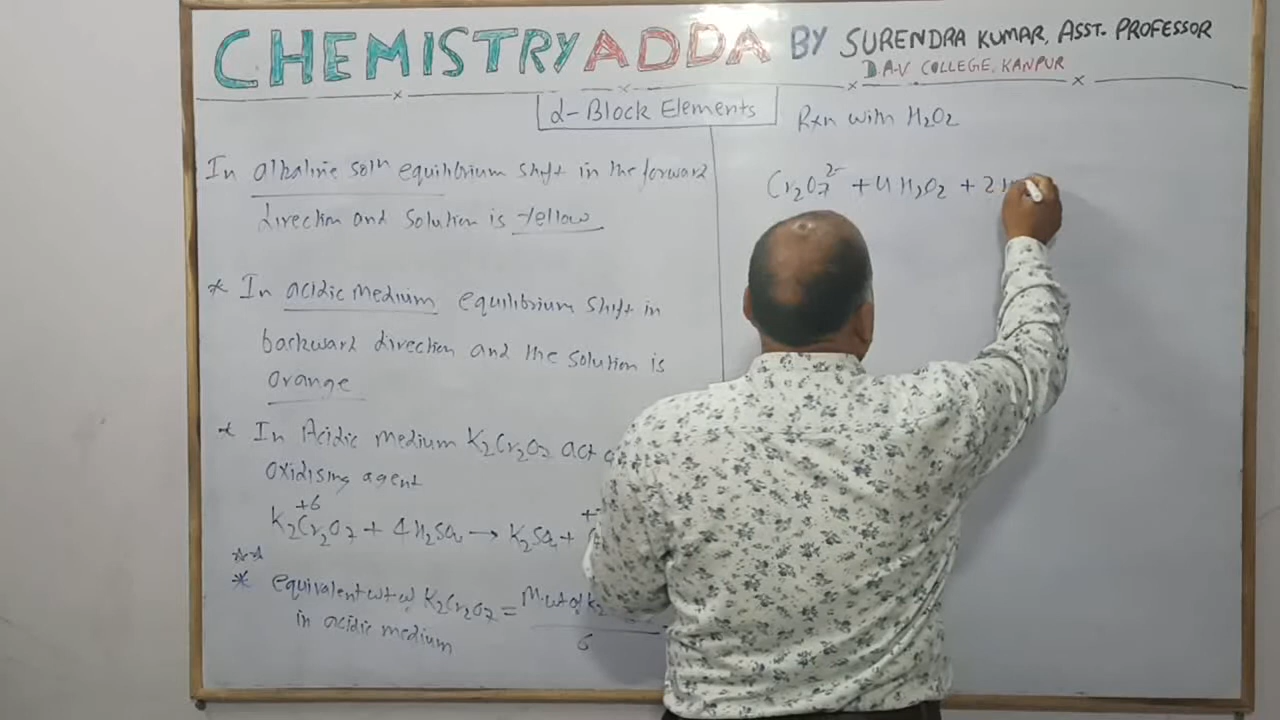 CHEMISTRY ADDA BY SURENDRA KUMAR, ASST. PROFESSOR
D.A.V COLLEGE, KANPUR
d-Block Elements
In alkaline solⁿ equilibrium shift in the forward
direction and solution is yellow
* In acidic medium equilibrium shift in
backward direction and the solution is
orange
* In Acidic medium K₂Cr₂O₇ act
oxidising agent
+6
K₂Cr₂O₇ + 4H₂SO₄ → K₂SO₄ +
** 
* equivalent wt of K₂Cr₂O₇ = M.wt of K₂
in acidic medium 6
Rxn with H₂O₂
Cr₂O₇²⁻ + 4H₂O₂ + 2